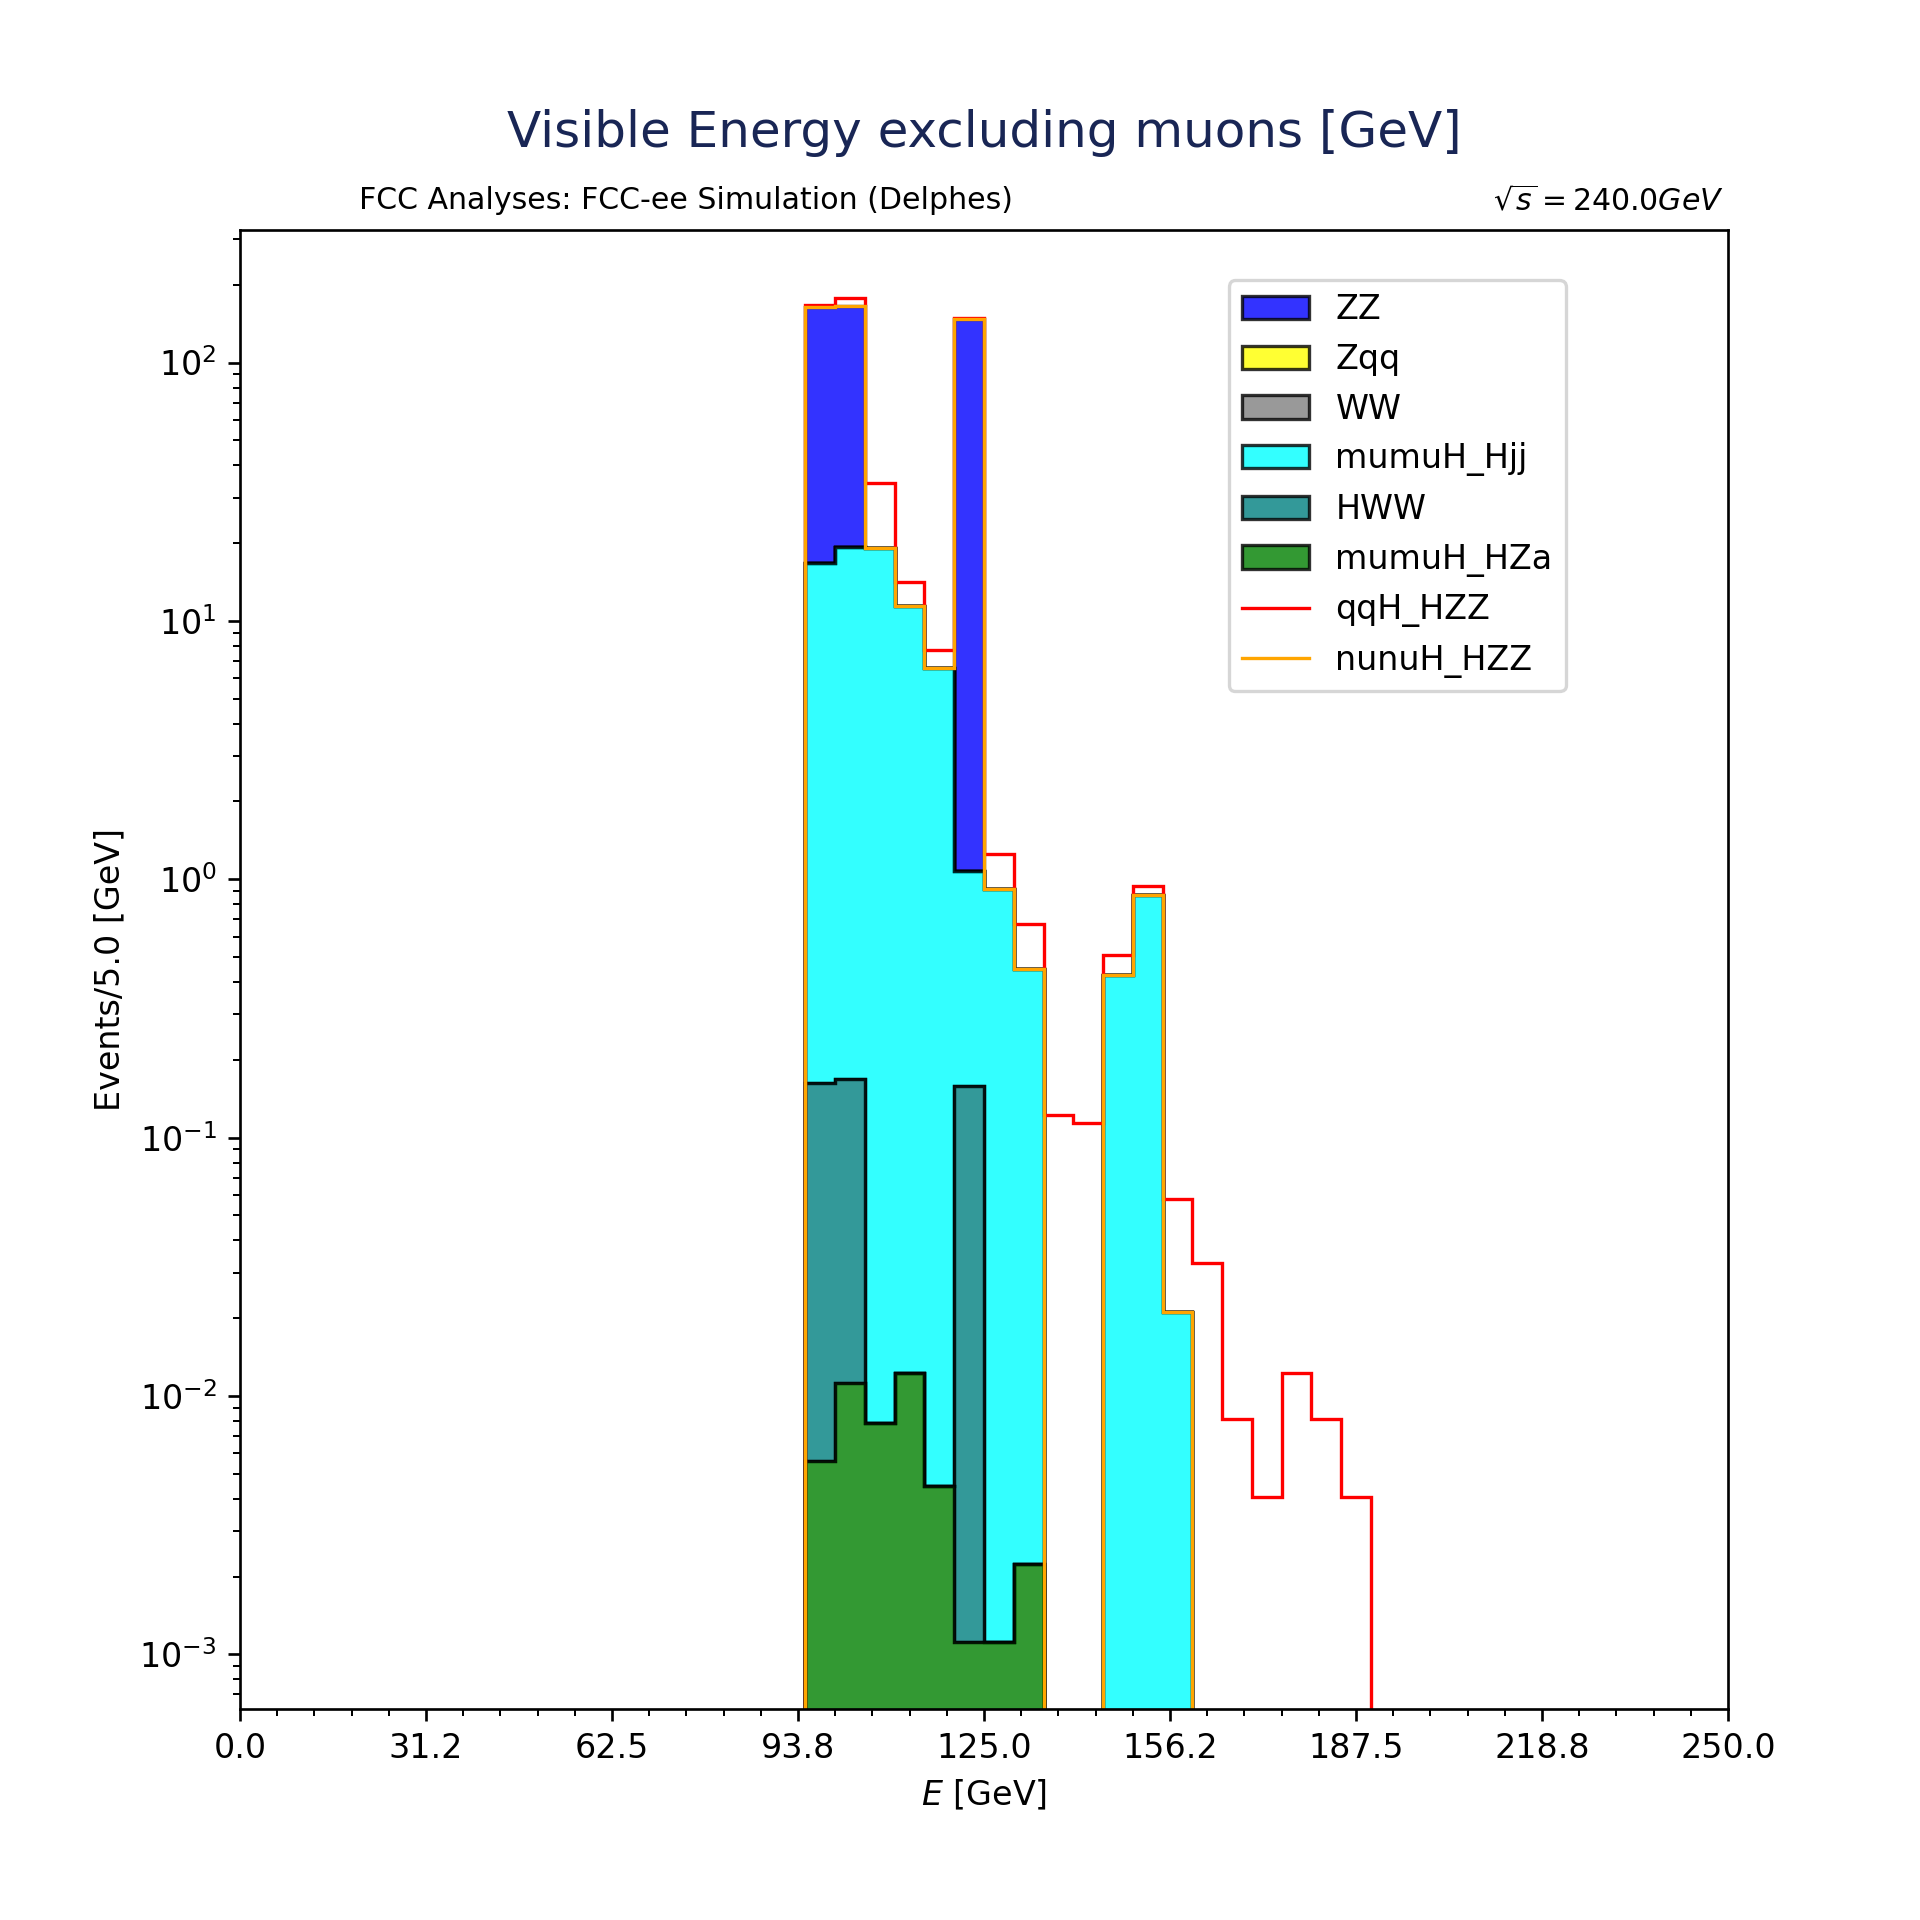 Visible Energy excluding muons [GeV]
FCC Analyses: FCC-ee Simulation (Delphes)
√s = 240.0GeV
ZZ
Zqq
WW
mumuH_Hjj
HWW
mumuH_HZa
qqH_HZZ
nunuH_HZZ
Events/5.0 [GeV]
10²
10¹
10⁰
10⁻¹
10⁻²
10⁻³
0.0 31.2 62.5 93.8 125.0 156.2 187.5 218.8 250.0
E [GeV]